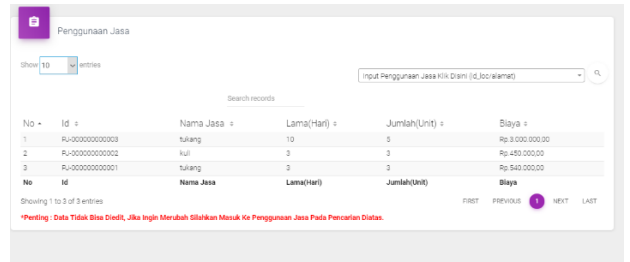 Penggunaan Jasa
Show 10 entries
Input Penggunaan Jasa Klik Disini (id_loc/alamat)
Search records
No Id Nama Jasa Lama(Hari) Jumlah(Unit) Biaya
1 PJ-000000000003 tukang 10 5 Rp.3.000.000,00
2 PJ-000000000002 kuli 3 3 Rp.450.000,00
3 PJ-000000000001 tukang 3 3 Rp.540.000,00
No Id Nama Jasa Lama(Hari) Jumlah(Unit) Biaya
Showing 1 to 3 of 3 entries
FIRST PREVIOUS 1 NEXT LAST
*Penting : Data Tidak Bisa Diedit, Jika Ingin Merubah Silahkan Masuk Ke Penggunaan Jasa Pada Pencarian Diatas.